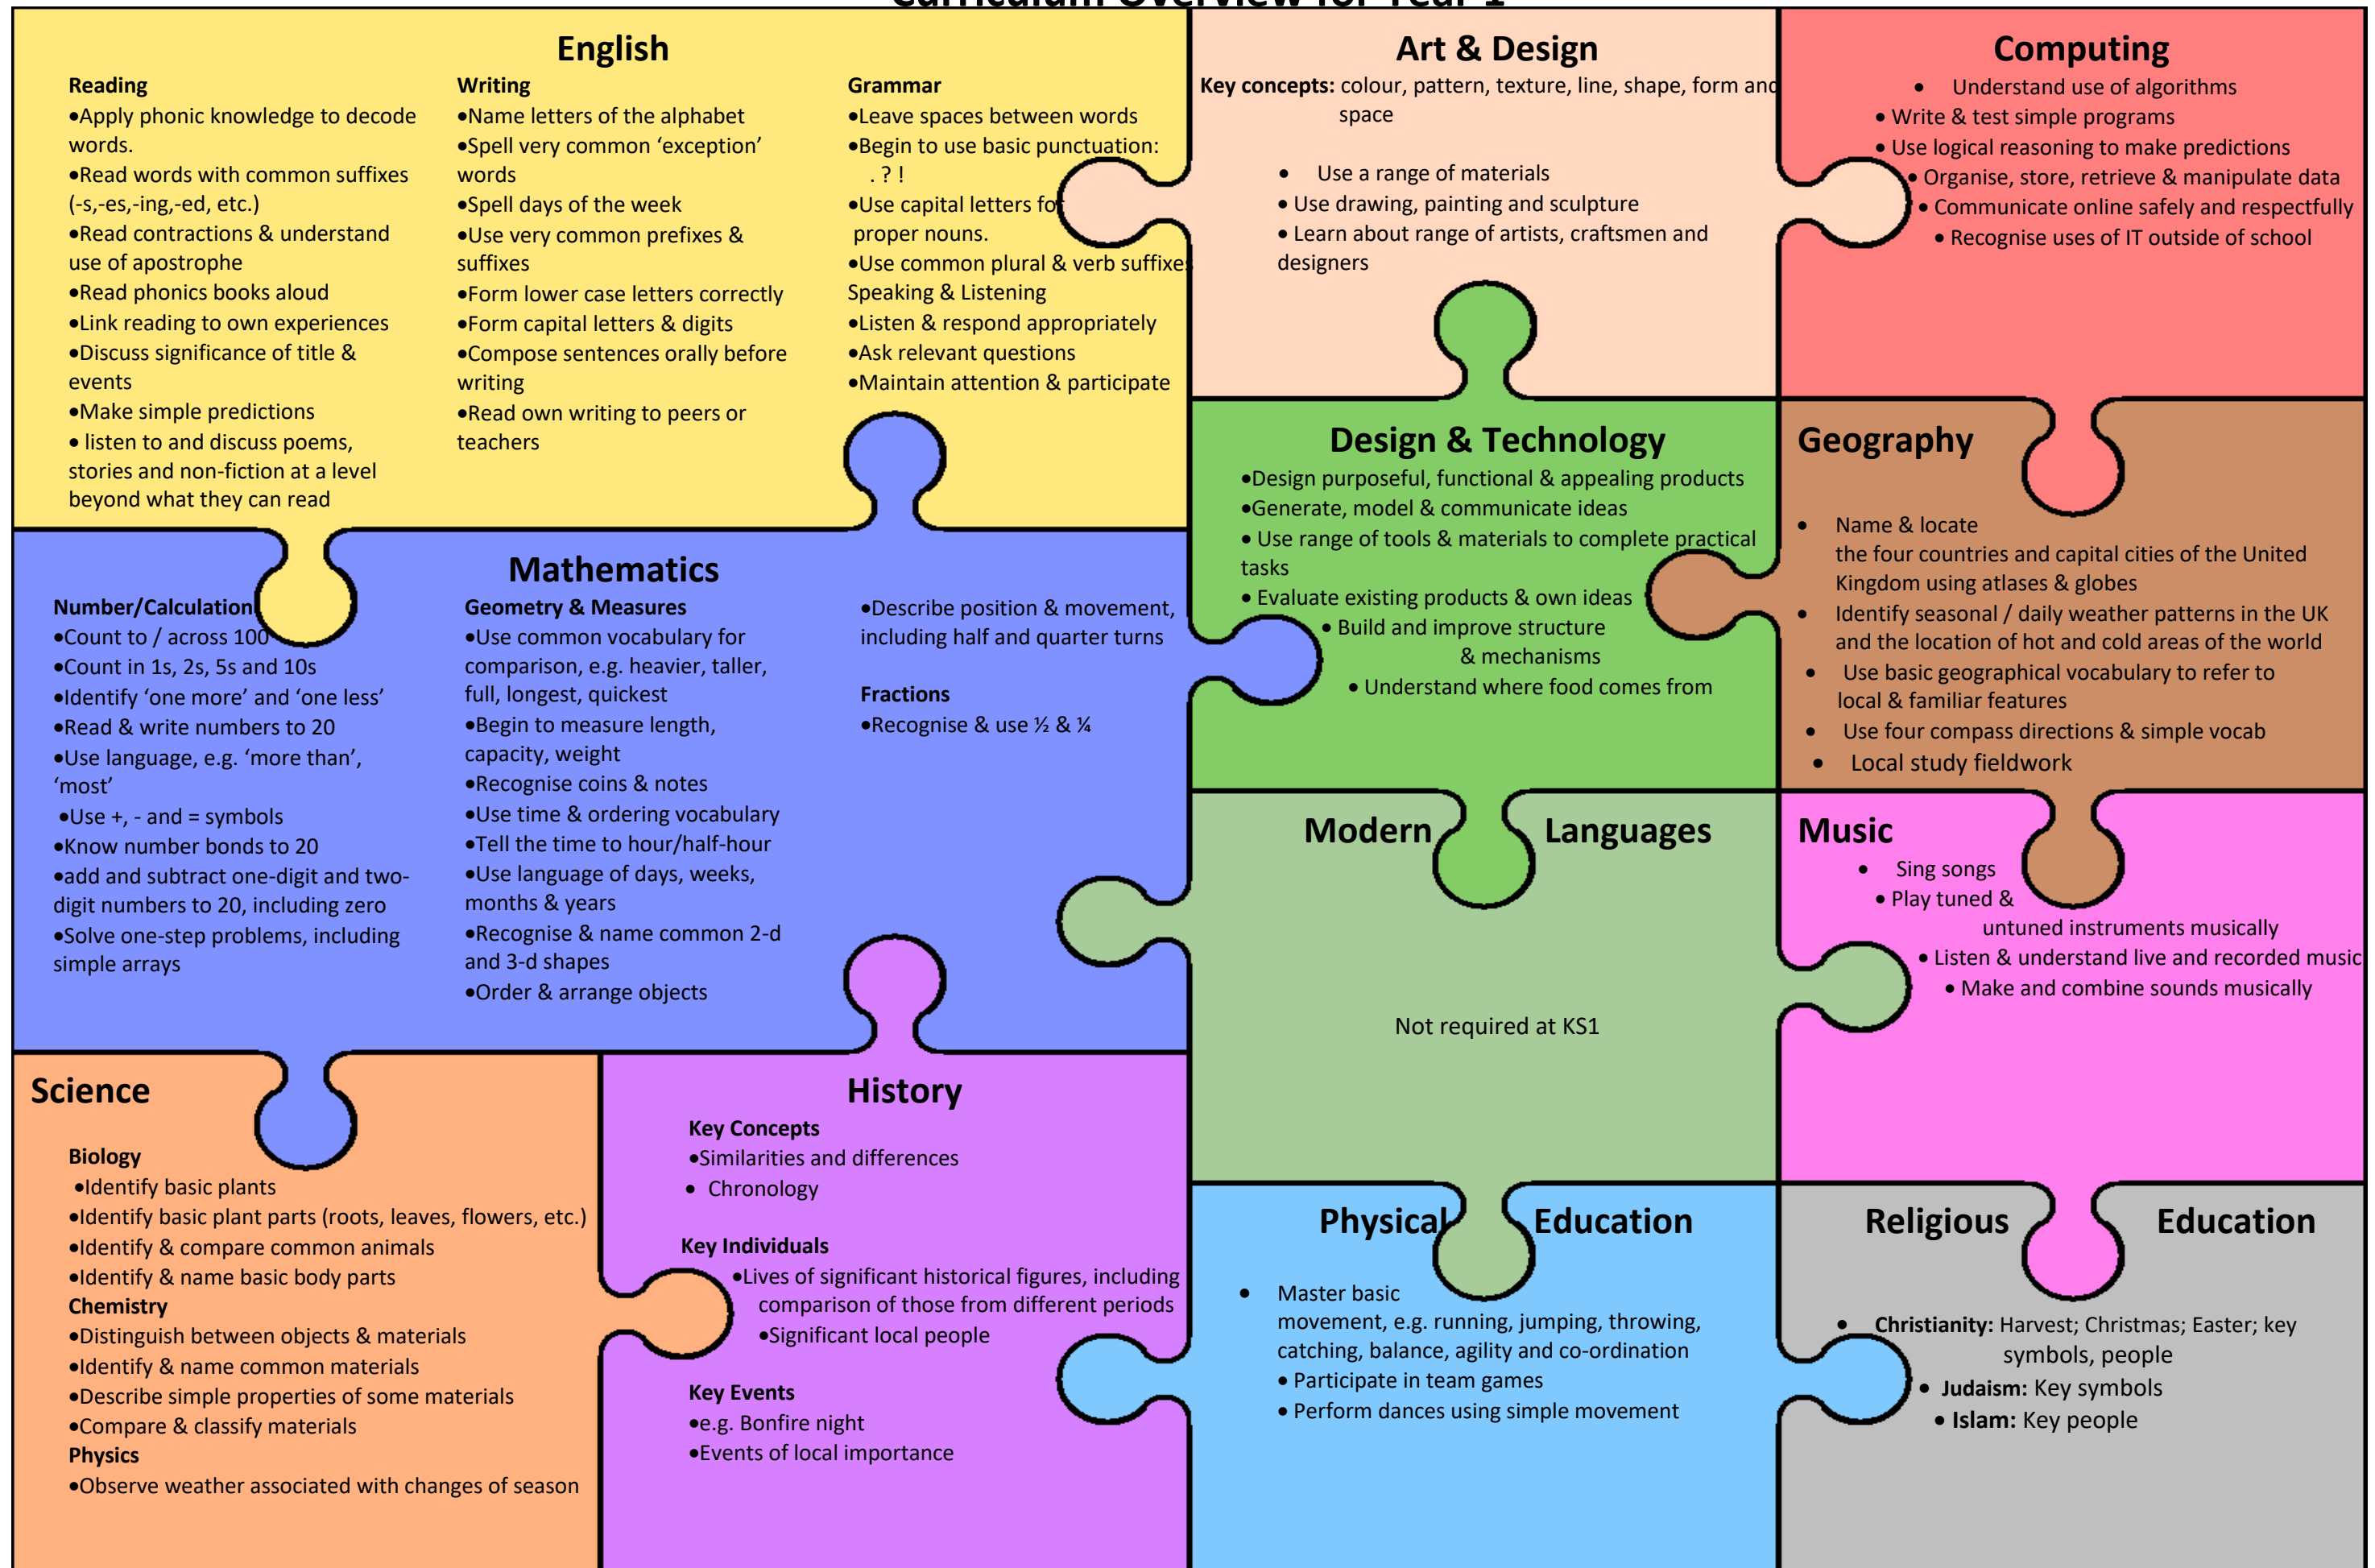 Curriculum Overview for Year 1
English
Reading
•Apply phonic knowledge to decode
words.
•Read words with common suffixes
(-s,-es,-ing,-ed, etc.)
•Read contractions & understand
use of apostrophe
•Read phonics books aloud
•Link reading to own experiences
•Discuss significance of title &
events
•Make simple predictions
• listen to and discuss poems,
stories and non-fiction at a level
beyond what they can read
Writing
•Name letters of the alphabet
•Spell very common ‘exception’
words
•Spell days of the week
•Use very common prefixes &
suffixes
•Form lower case letters correctly
•Form capital letters & digits
•Compose sentences orally before
writing
•Read own writing to peers or
teachers
Grammar
•Leave spaces between words
•Begin to use basic punctuation:
. ? !
•Use capital letters for
proper nouns.
•Use common plural & verb suffixes
Speaking & Listening
•Listen & respond appropriately
•Ask relevant questions
•Maintain attention & participate
Art & Design
Key concepts: colour, pattern, texture, line, shape, form and
space
• Use a range of materials
• Use drawing, painting and sculpture
• Learn about range of artists, craftsmen and
designers
Computing
• Understand use of algorithms
• Write & test simple programs
• Use logical reasoning to make predictions
• Organise, store, retrieve & manipulate data
• Communicate online safely and respectfully
• Recognise uses of IT outside of school
Mathematics
Number/Calculation
•Count to / across 100
•Count in 1s, 2s, 5s and 10s
•Identify ‘one more’ and ‘one less’
•Read & write numbers to 20
•Use language, e.g. ‘more than’,
‘most’
•Use +, - and = symbols
•Know number bonds to 20
•add and subtract one-digit and two-
digit numbers to 20, including zero
•Solve one-step problems, including
simple arrays
Geometry & Measures
•Use common vocabulary for
comparison, e.g. heavier, taller,
full, longest, quickest
•Begin to measure length,
capacity, weight
•Recognise coins & notes
•Use time & ordering vocabulary
•Tell the time to hour/half-hour
•Use language of days, weeks,
months & years
•Recognise & name common 2-d
and 3-d shapes
•Order & arrange objects
•Describe position & movement,
including half and quarter turns
Fractions
•Recognise & use ½ & ¼
Design & Technology
•Design purposeful, functional & appealing products
•Generate, model & communicate ideas
• Use range of tools & materials to complete practical
tasks
• Evaluate existing products & own ideas
• Build and improve structure
& mechanisms
• Understand where food comes from
Geography
• Name & locate
the four countries and capital cities of the United
Kingdom using atlases & globes
• Identify seasonal / daily weather patterns in the UK
and the location of hot and cold areas of the world
• Use basic geographical vocabulary to refer to
local & familiar features
• Use four compass directions & simple vocab
• Local study fieldwork
Modern Languages
Not required at KS1
Music
• Sing songs
• Play tuned &
untuned instruments musically
• Listen & understand live and recorded music
• Make and combine sounds musically
Science
Biology
•Identify basic plants
•Identify basic plant parts (roots, leaves, flowers, etc.)
•Identify & compare common animals
•Identify & name basic body parts
Chemistry
•Distinguish between objects & materials
•Identify & name common materials
•Describe simple properties of some materials
•Compare & classify materials
Physics
•Observe weather associated with changes of season
History
Key Concepts
•Similarities and differences
• Chronology
Key Individuals
•Lives of significant historical figures, including
comparison of those from different periods
•Significant local people
Key Events
•e.g. Bonfire night
•Events of local importance
Physical Education
• Master basic
movement, e.g. running, jumping, throwing,
catching, balance, agility and co-ordination
• Participate in team games
• Perform dances using simple movement
Religious Education
• Christianity: Harvest; Christmas; Easter; key
symbols, people
• Judaism: Key symbols
• Islam: Key people